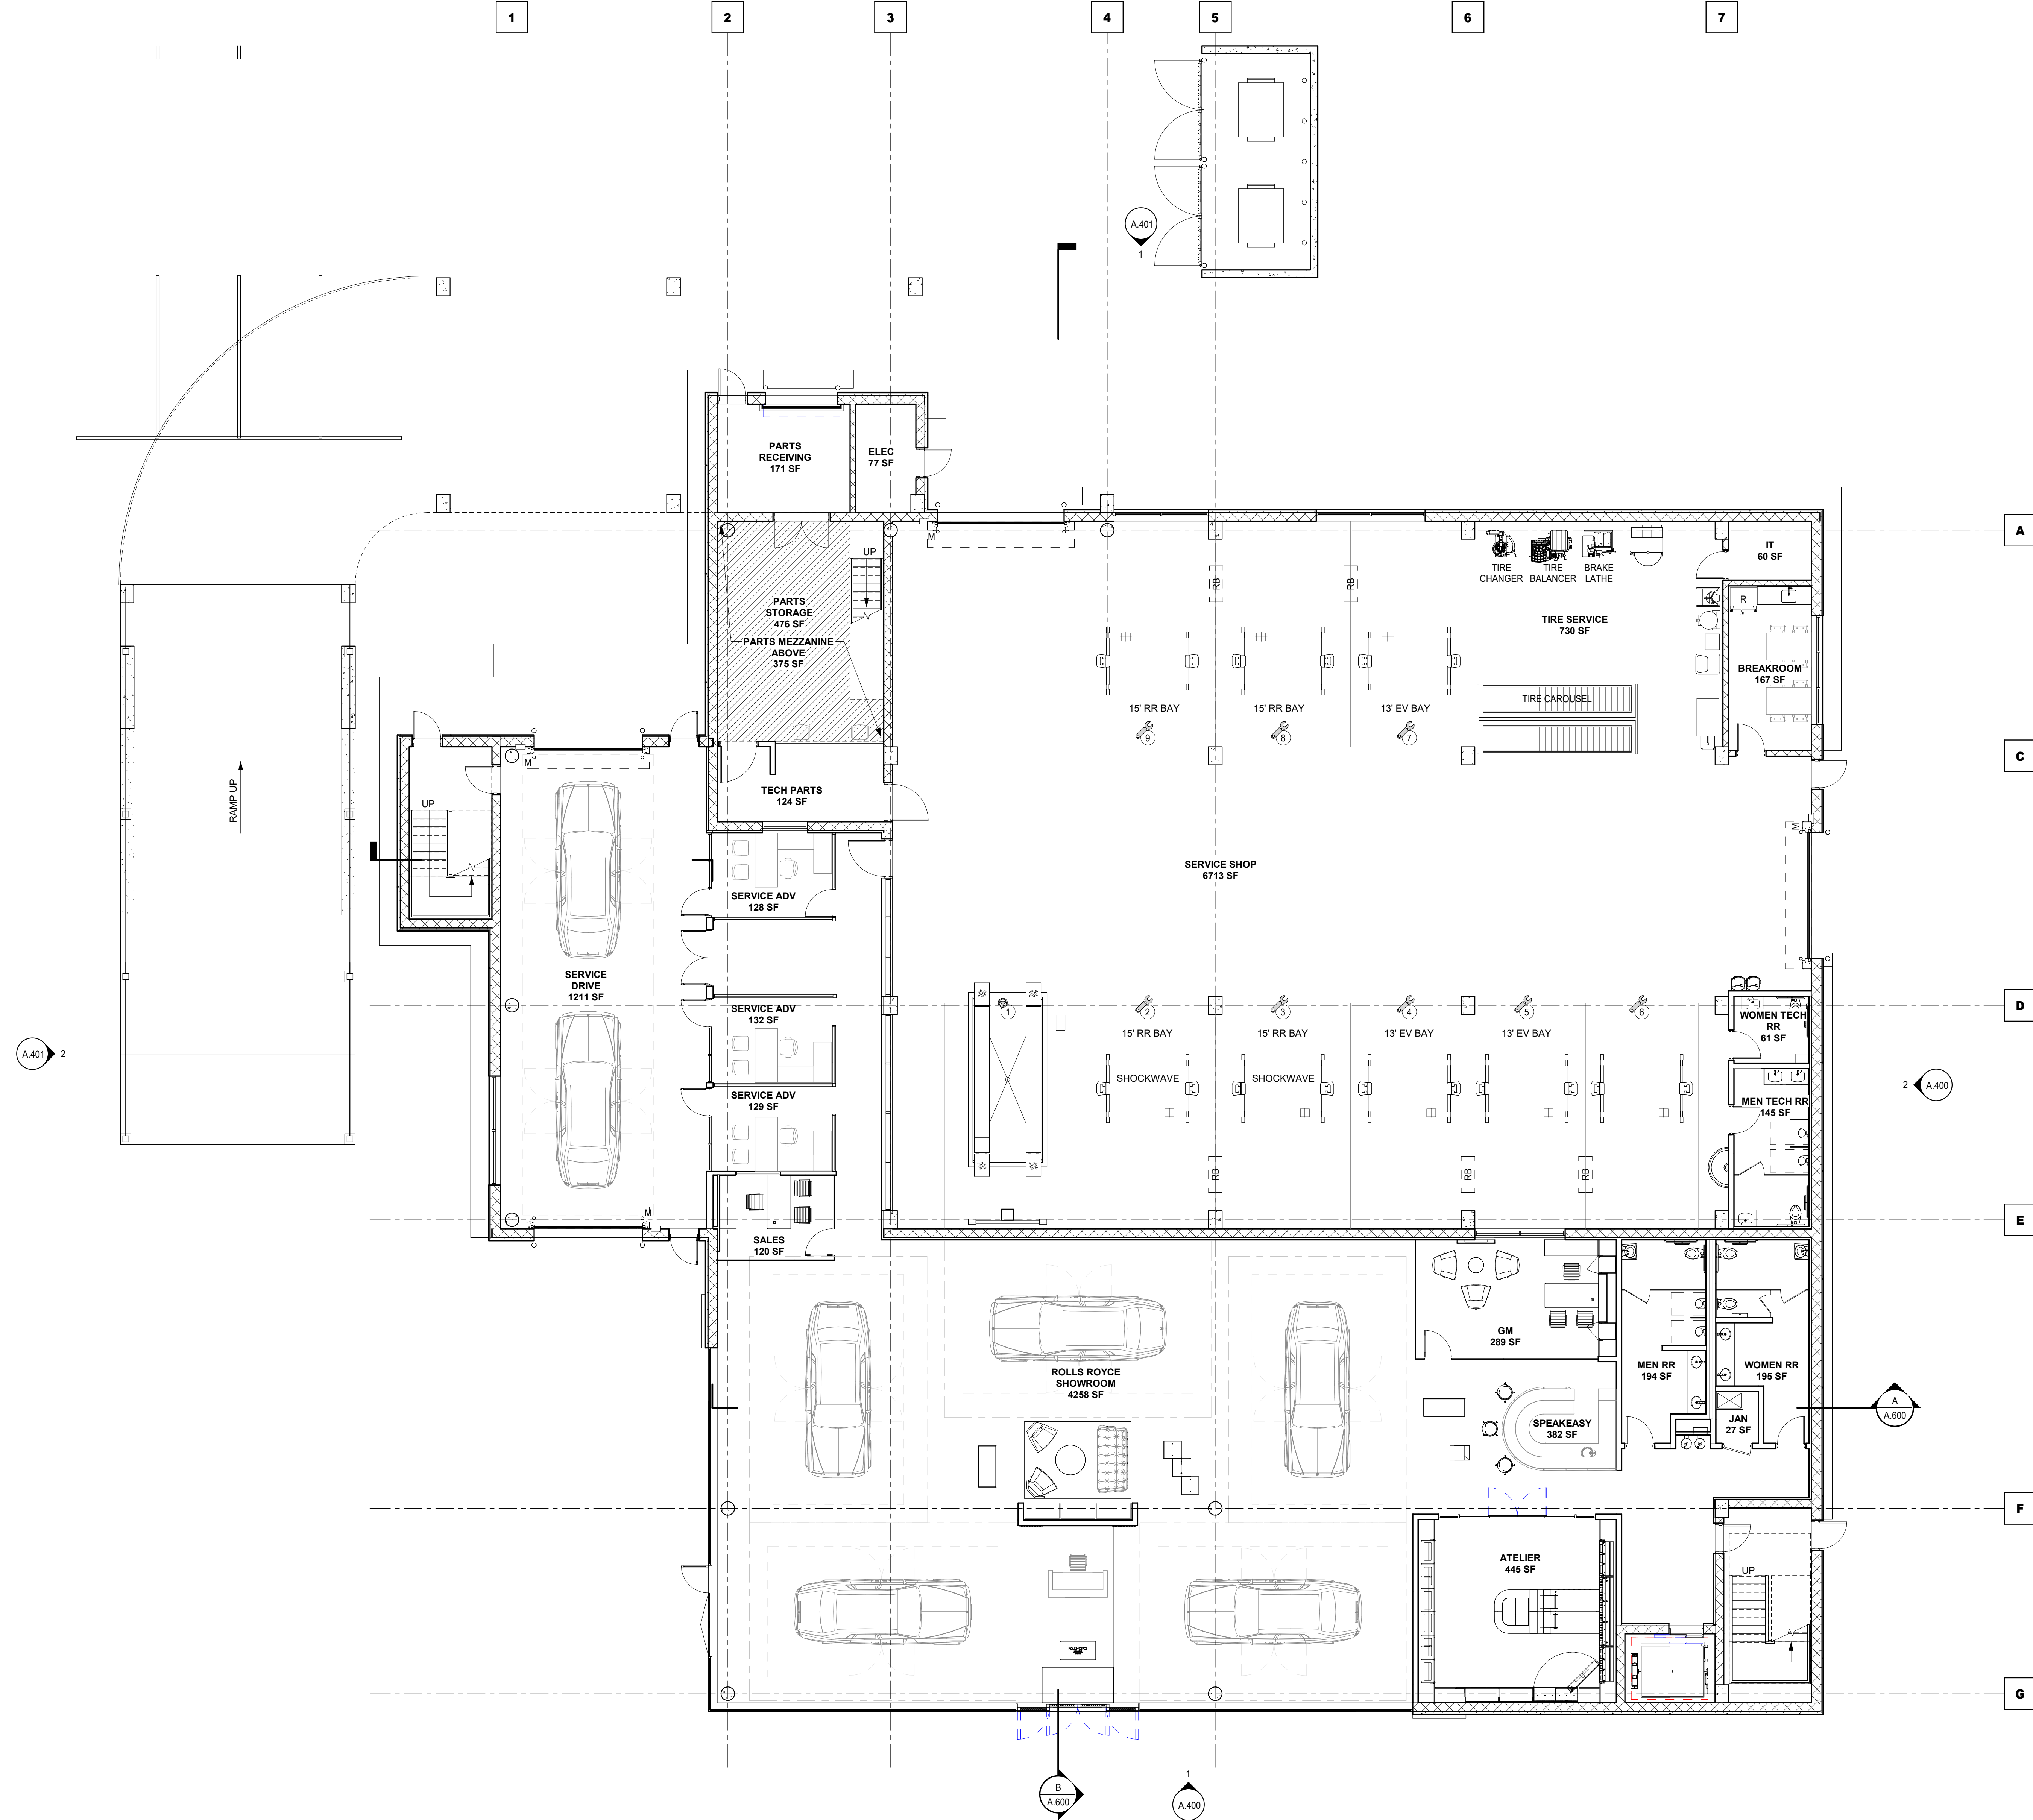 1
2
3
4
5
6
7
A.401
1
PARTS
RECEIVING
171 SF
ELEC
77 SF
A
M
UP
TIRE
CHANGER
TIRE
BALANCER
BRAKE
LATHE
IT
60 SF
RB
RB
R
PARTS
STORAGE
476 SF
PARTS MEZZANINE
ABOVE
375 SF
TIRE SERVICE
730 SF
BREAKROOM
167 SF
TIRE CAROUSEL
15' RR BAY
15' RR BAY
13' EV BAY
9
8
7
C
M
RAMP UP
UP
TECH PARTS
124 SF
M
SERVICE SHOP
6713 SF
SERVICE ADV
128 SF
SERVICE
DRIVE
1211 SF
SERVICE ADV
132 SF
1
2
3
4
5
6
D
WOMEN TECH
RR
61 SF
15' RR BAY
15' RR BAY
13' EV BAY
13' EV BAY
A.401
2
SHOCKWAVE
SHOCKWAVE
2
A.400
SERVICE ADV
129 SF
MEN TECH RR
145 SF
RB
RB
RB
M
E
SALES
120 SF
GM
289 SF
ROLLS ROYCE
SHOWROOM
4258 SF
MEN RR
194 SF
WOMEN RR
195 SF
A
A.600
SPEAKEASY
382 SF
JAN
27 SF
F
ATELIER
445 SF
UP
G
B
A.600
1
A.400